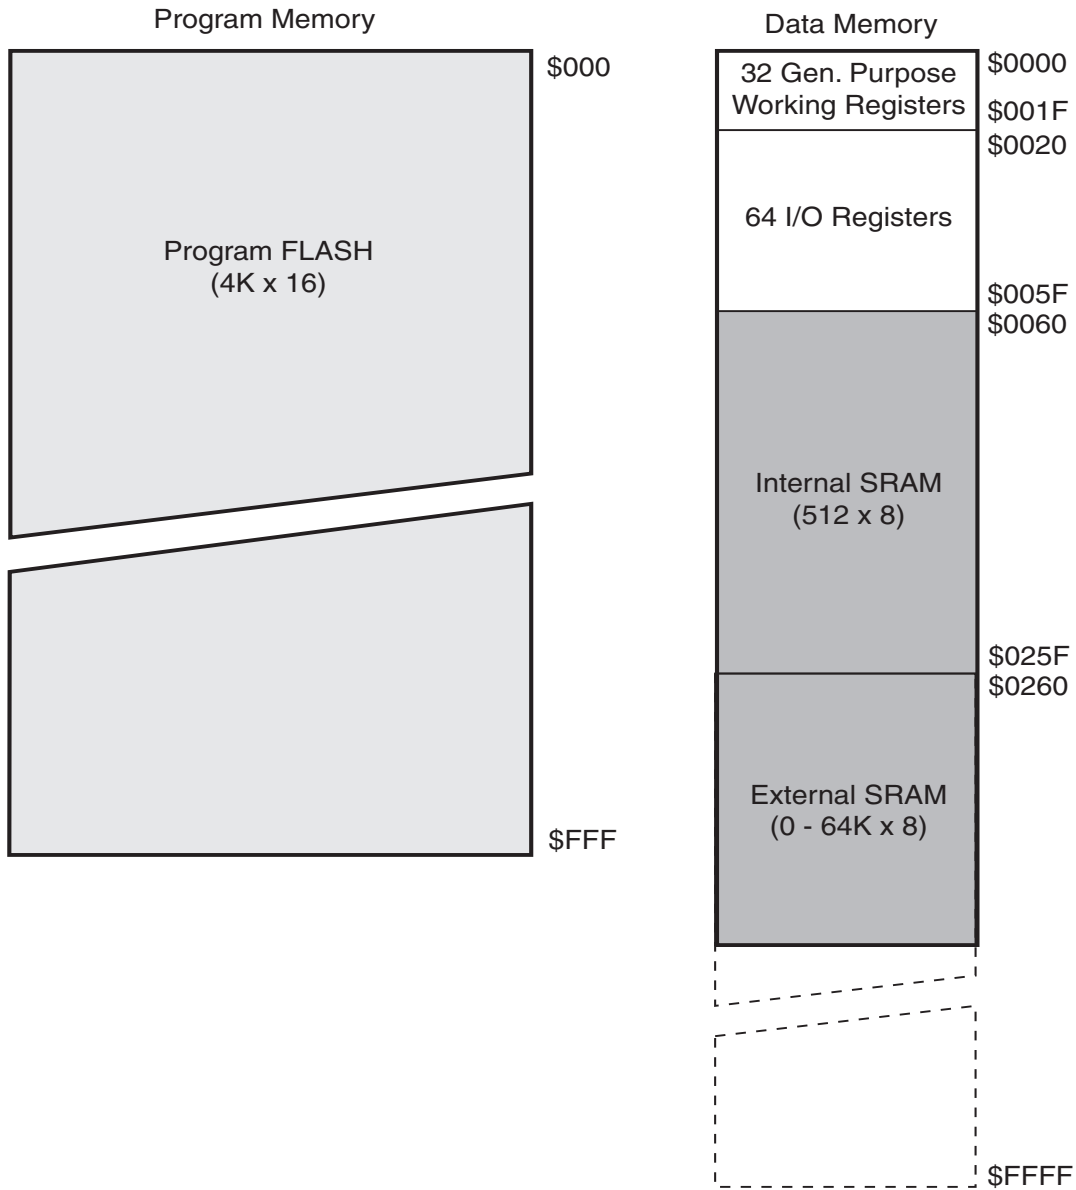 Program Memory
$000
Program FLASH
(4K x 16)
$FFF
Data Memory
32 Gen. Purpose
Working Registers
$0000
$001F
$0020
64 I/O Registers
$005F
$0060
Internal SRAM
(512 x 8)
$025F
$0260
External SRAM
(0 - 64K x 8)
$FFFF